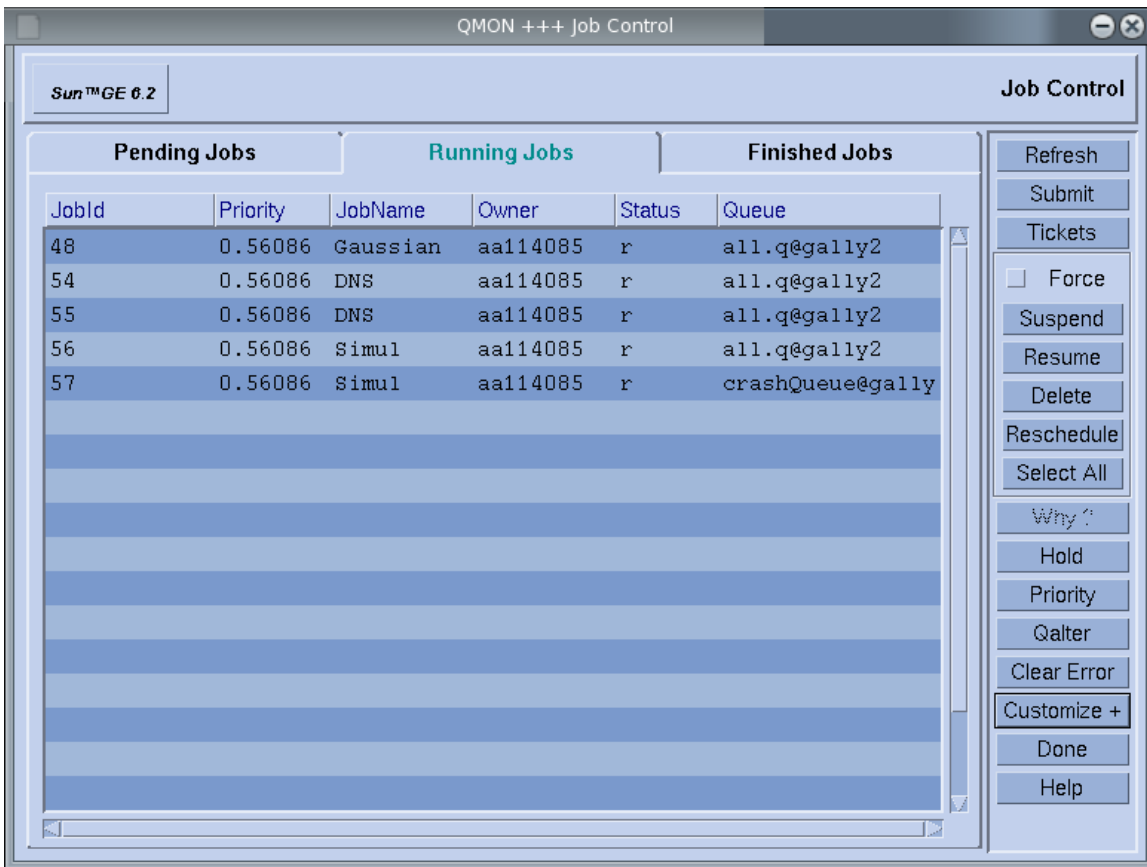 QMON +++ Job Control
Sun™GE 6.2
Job Control
Pending Jobs Running Jobs Finished Jobs
JobId Priority JobName Owner Status Queue
48 0.56086 Gaussian aa114085 r all.q@gally2
54 0.56086 DNS aa114085 r all.q@gally2
55 0.56086 DNS aa114085 r all.q@gally2
56 0.56086 Simul aa114085 r all.q@gally2
57 0.56086 Simul aa114085 r crashQueue@gally
Refresh
Submit
Tickets
Force
Suspend
Resume
Delete
Reschedule
Select All
Why ?
Hold
Priority
Qalter
Clear Error
Customize +
Done
Help